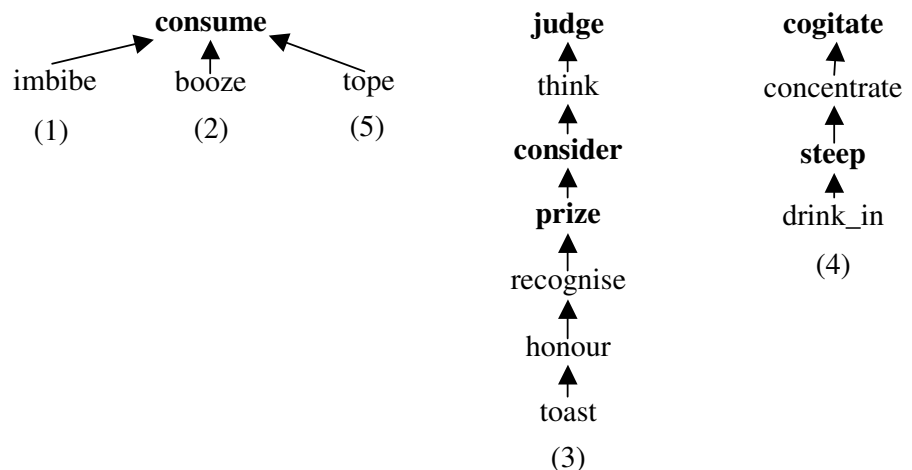 consume
imbibe booze tope
(1) (2) (5)
judge
think
consider
prize
recognise
honour
toast
(3)
cogitate
concentrate
steep
drink_in
(4)